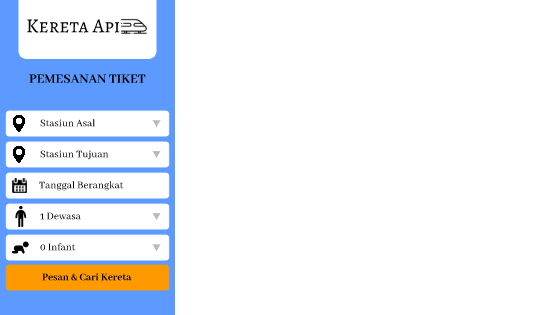 Kereta Api
PEMESANAN TIKET
Stasiun Asal
Stasiun Tujuan
Tanggal Berangkat
1 Dewasa
0 Infant
Pesan & Cari Kereta